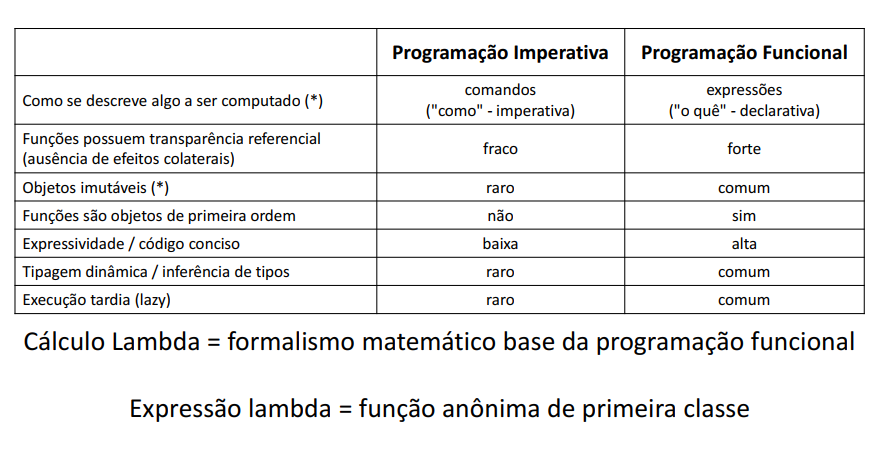 Programação Imperativa Programação Funcional
Como se descreve algo a ser computado (*) comandos ("como" - imperativa) expressões ("o quê" - declarativa)
Funções possuem transparência referencial (ausência de efeitos colaterais) fraco forte
Objetos imutáveis (*) raro comum
Funções são objetos de primeira ordem não sim
Expressividade / código conciso baixa alta
Tipagem dinâmica / inferência de tipos raro comum
Execução tardia (lazy) raro comum
Cálculo Lambda = formalismo matemático base da programação funcional
Expressão lambda = função anônima de primeira classe